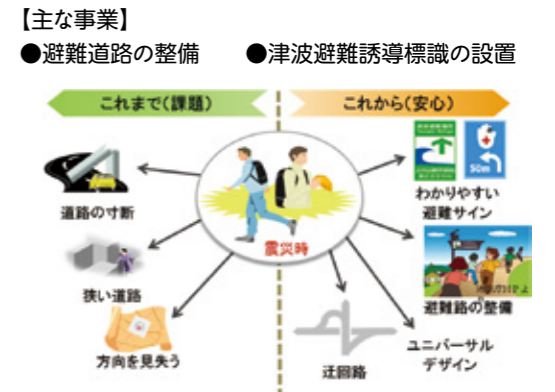 【主な事業】
●避難道路の整備　●津波避難誘導標識の設置
これまで（課題）
これから（安心）
震災時
道路の寸断
狭い道路
方向を見失う
50m
わかりやすい
避難サイン
避難路の整備
ユニバーサル
デザイン
迂回路